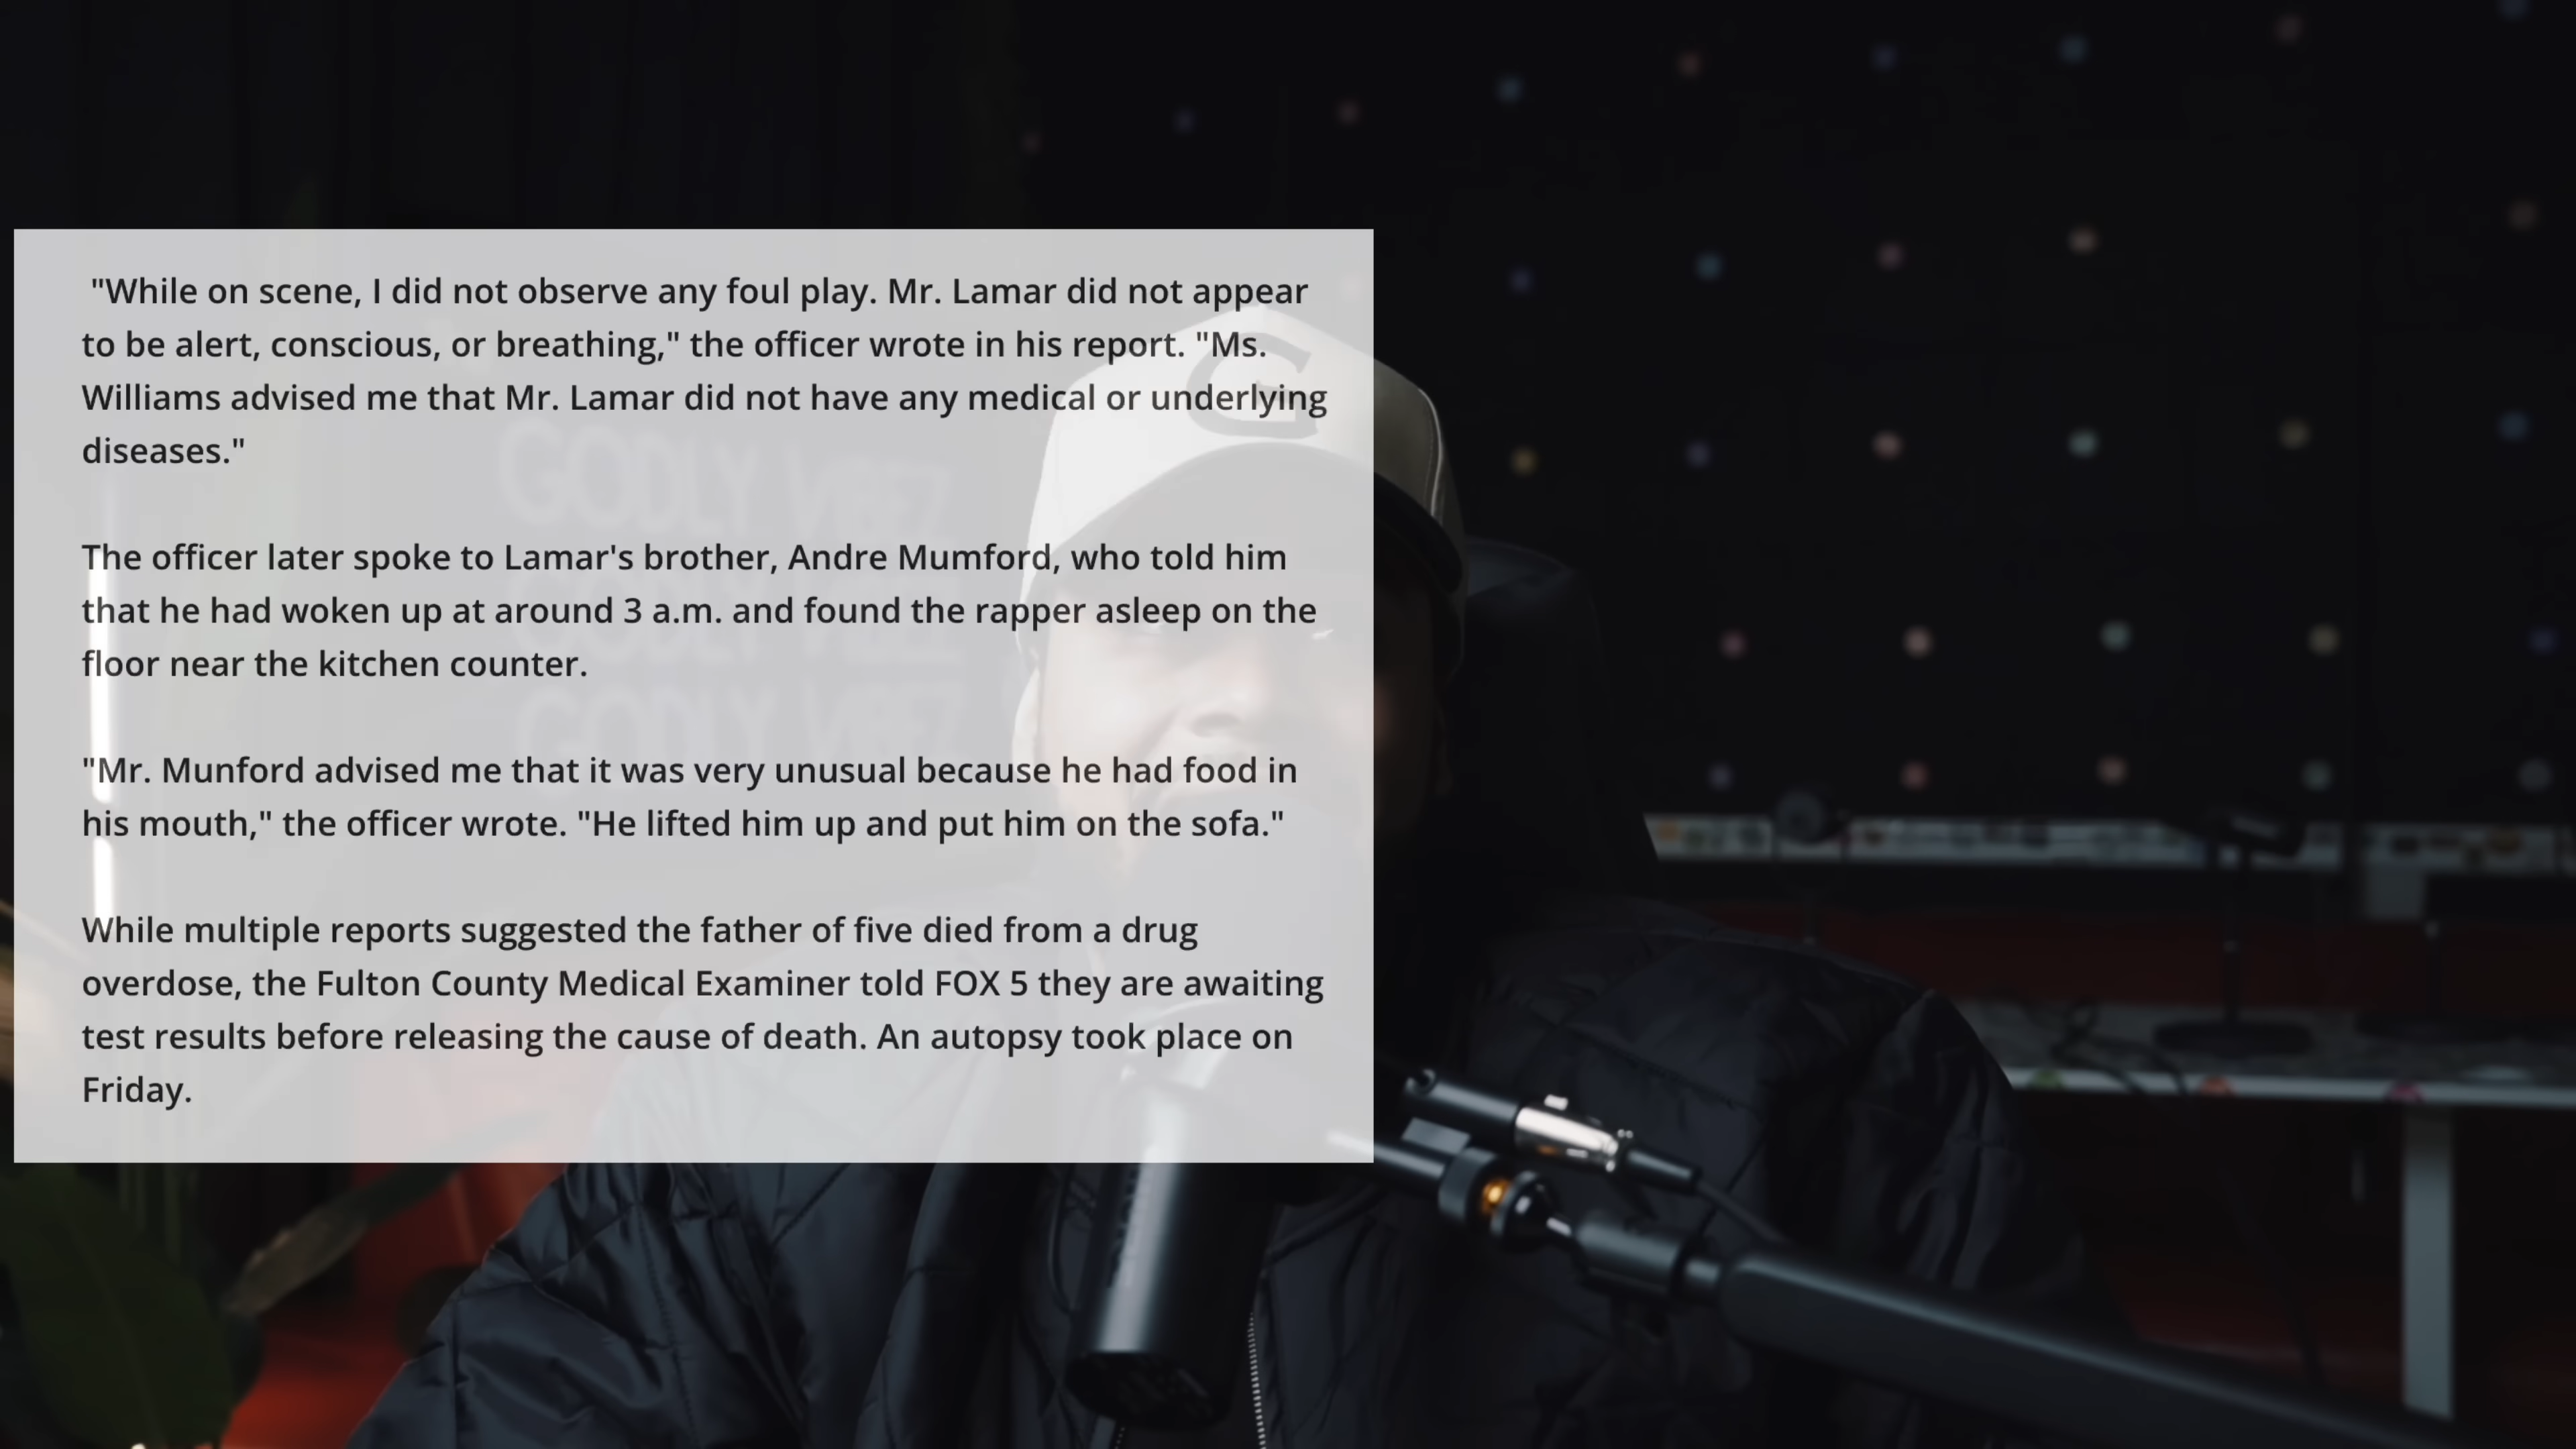 "While on scene, I did not observe any foul play. Mr. Lamar did not appear
to be alert, conscious, or breathing," the officer wrote in his report. "Ms.
Williams advised me that Mr. Lamar did not have any medical or underlying
diseases."
The officer later spoke to Lamar's brother, Andre Mumford, who told him
that he had woken up at around 3 a.m. and found the rapper asleep on the
floor near the kitchen counter.
"Mr. Munford advised me that it was very unusual because he had food in
his mouth," the officer wrote. "He lifted him up and put him on the sofa."
While multiple reports suggested the father of five died from a drug
overdose, the Fulton County Medical Examiner told FOX 5 they are awaiting
test results before releasing the cause of death. An autopsy took place on
Friday.
G
GODLY VIBEZ
GODLY VIBEZ
GODLY VIBEZ